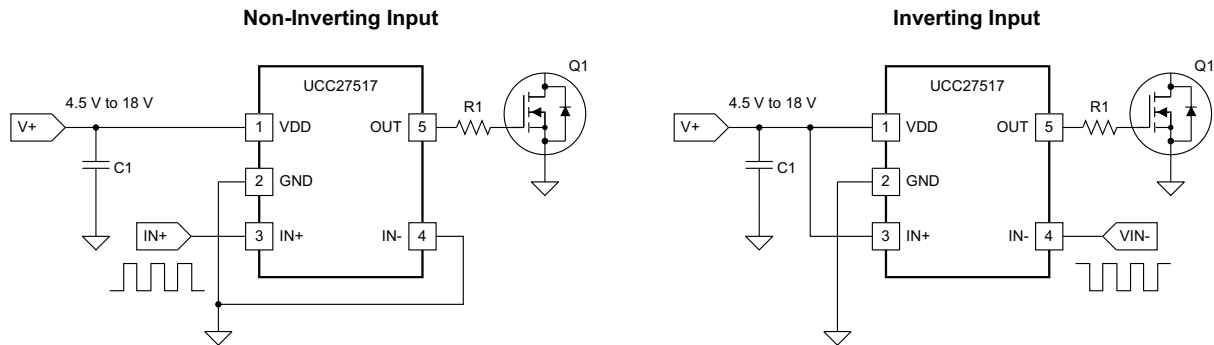 Non-Inverting Input
Q1
UCC27517
4.5 V to 18 V
R1
V+
1 VDD
OUT 5
C1
2 GND
IN+
3 IN+
IN- 4
Inverting Input
Q1
UCC27517
4.5 V to 18 V
R1
V+
1 VDD
OUT 5
C1
2 GND
3 IN+
IN- 4
VIN-